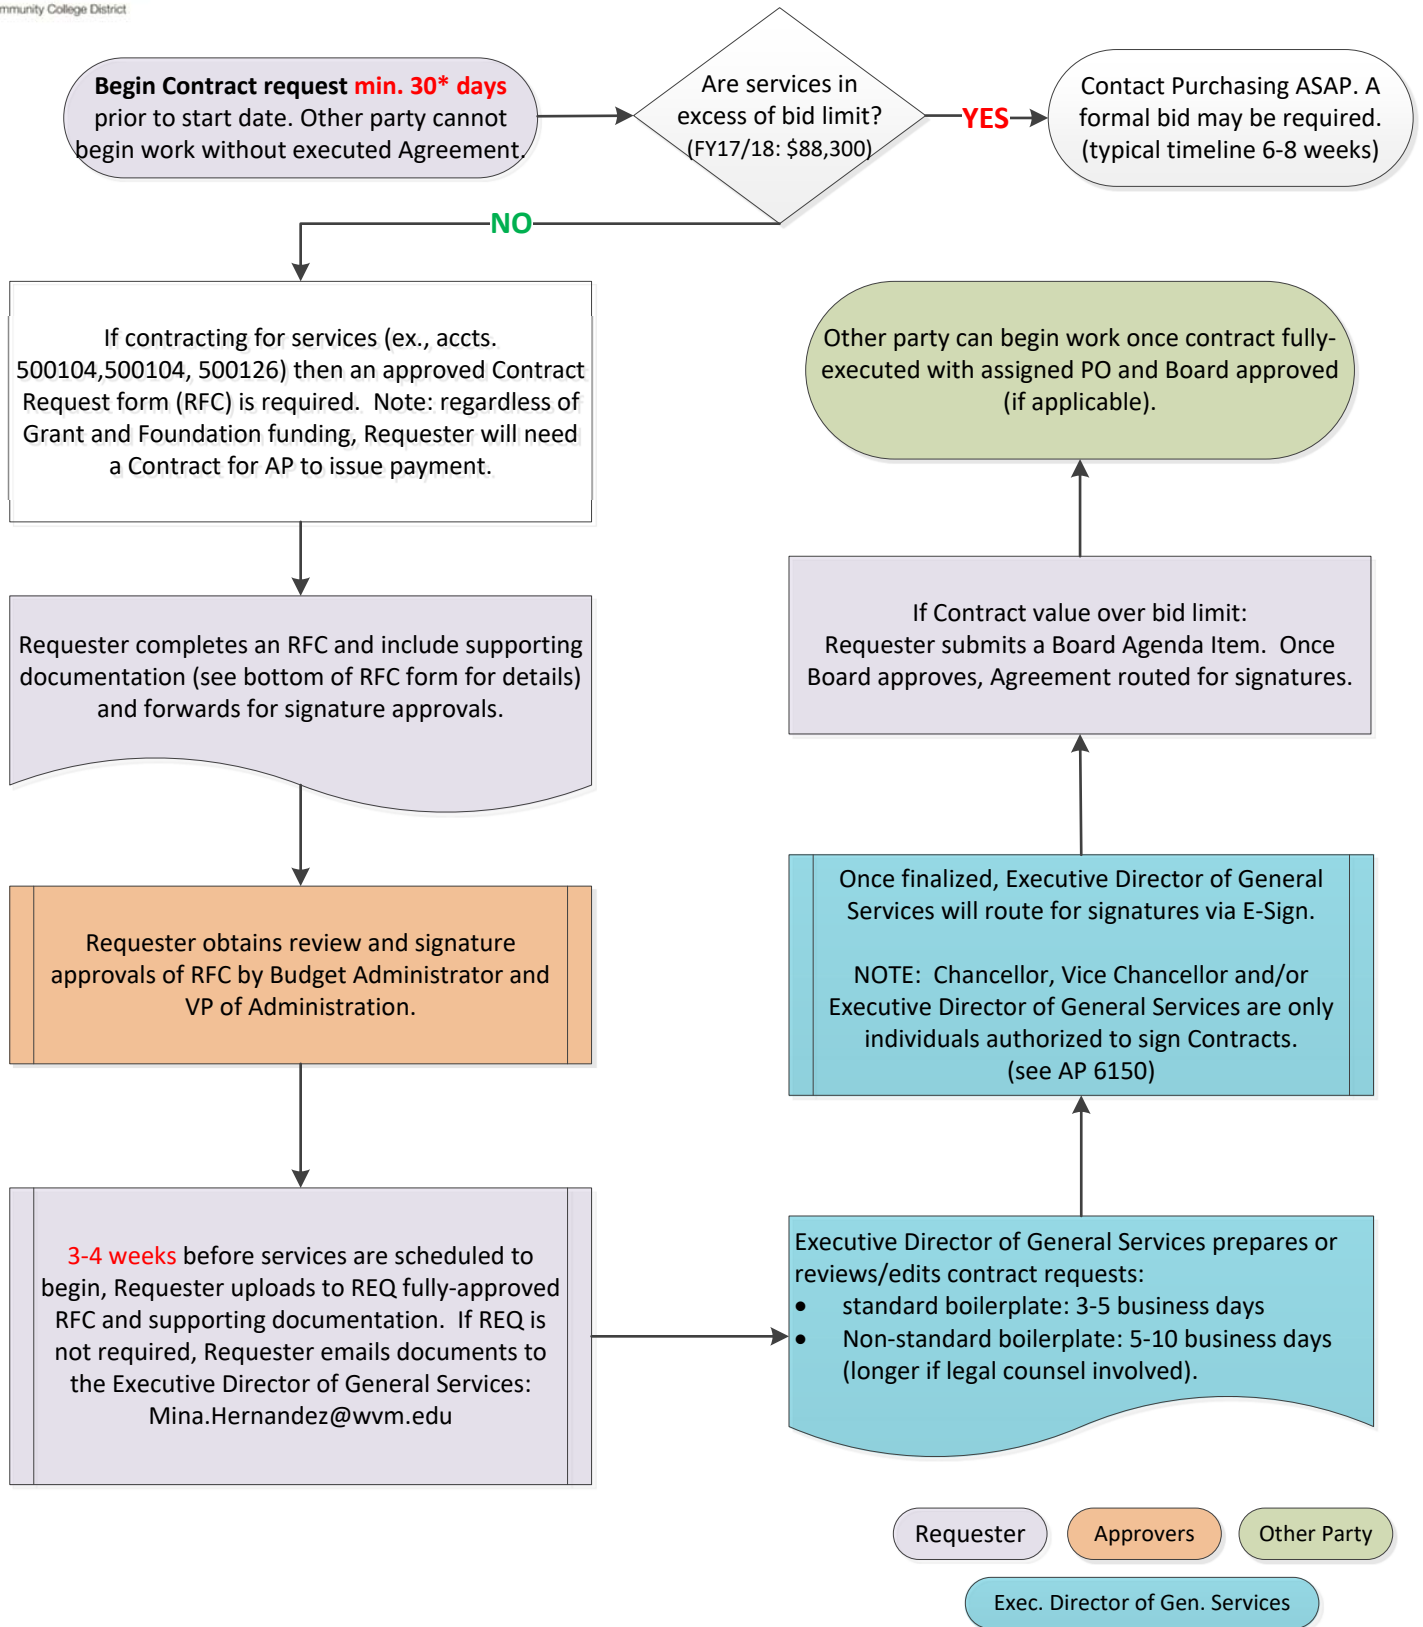 mmunity College District
Begin Contract request min. 30* days
prior to start date. Other party cannot
begin work without executed Agreement.
Are services in
excess of bid limit?
(FY17/18: $88,300)
YES
Contact Purchasing ASAP. A
formal bid may be required.
(typical timeline 6-8 weeks)
NO
If contracting for services (ex., accts.
500104,500104, 500126) then an approved Contract
Request form (RFC) is required. Note: regardless of
Grant and Foundation funding, Requester will need
a Contract for AP to issue payment.
Requester completes an RFC and include supporting
documentation (see bottom of RFC form for details)
and forwards for signature approvals.
Requester obtains review and signature
approvals of RFC by Budget Administrator and
VP of Administration.
3-4 weeks before services are scheduled to
begin, Requester uploads to REQ fully-approved
RFC and supporting documentation. If REQ is
not required, Requester emails documents to
the Executive Director of General Services:
Mina.Hernandez@wvm.edu
Executive Director of General Services prepares or
reviews/edits contract requests:
• standard boilerplate: 3-5 business days
• Non-standard boilerplate: 5-10 business days
(longer if legal counsel involved).
Once finalized, Executive Director of General
Services will route for signatures via E-Sign.
NOTE: Chancellor, Vice Chancellor and/or
Executive Director of General Services are only
individuals authorized to sign Contracts.
(see AP 6150)
If Contract value over bid limit:
Requester submits a Board Agenda Item. Once
Board approves, Agreement routed for signatures.
Other party can begin work once contract fully-
executed with assigned PO and Board approved
(if applicable).
Requester
Approvers
Other Party
Exec. Director of Gen. Services